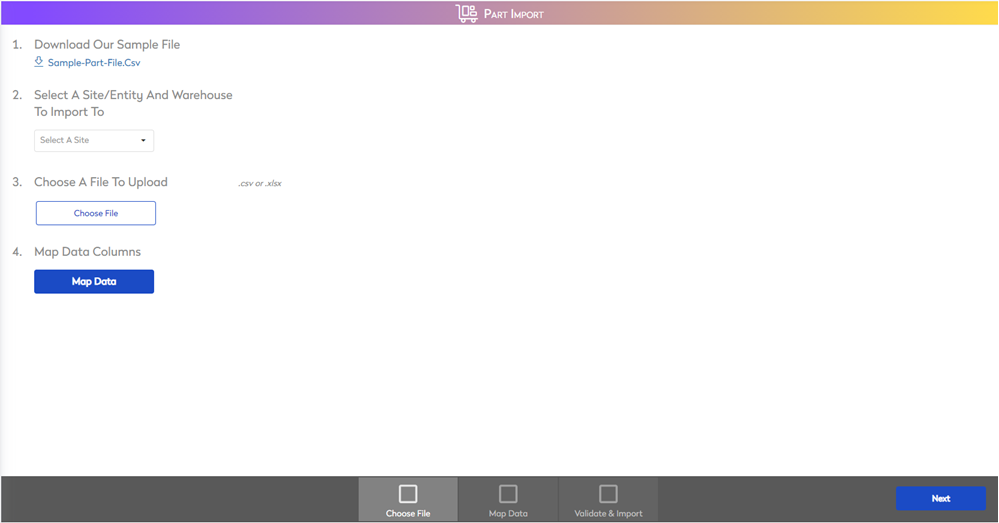 Part Import
1. Download Our Sample File
Sample-Part-File.Csv
2. Select A Site/Entity And Warehouse
To Import To
Select A Site
3. Choose A File To Upload .csv or .xlsx
Choose File
4. Map Data Columns
Map Data
Choose File Map Data Validate & Import Next